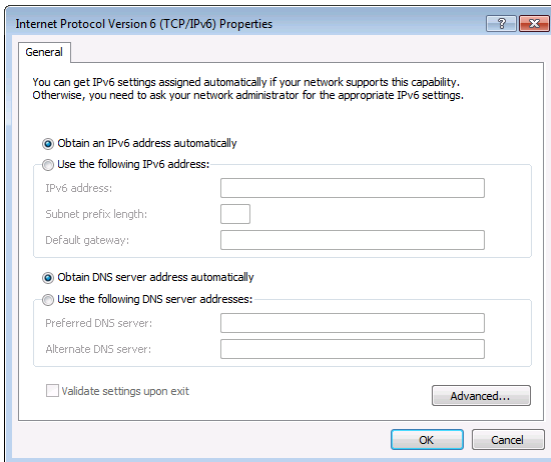 Internet Protocol Version 6 (TCP/IPv6) Properties
General
You can get IPv6 settings assigned automatically if your network supports this capability.
Otherwise, you need to ask your network administrator for the appropriate IPv6 settings.
Obtain an IPv6 address automatically
Use the following IPv6 address:
IPv6 address:
Subnet prefix length:
Default gateway:
Obtain DNS server address automatically
Use the following DNS server addresses:
Preferred DNS server:
Alternate DNS server:
Validate settings upon exit
Advanced...
OK Cancel